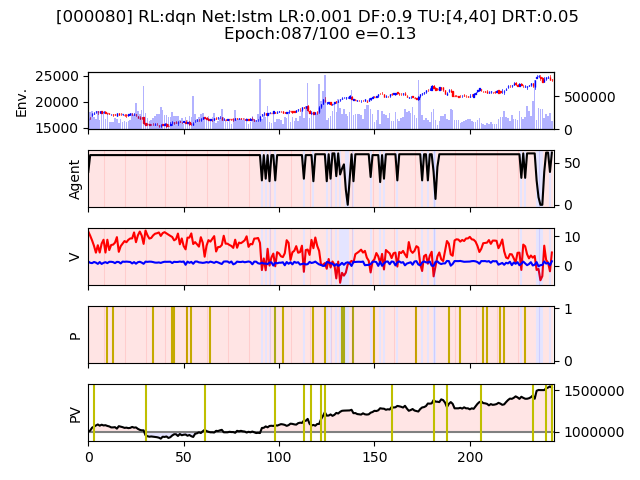 [000080] RL:dqn Net:lstm LR:0.001 DF:0.9 TU:[4,40] DRT:0.05
Epoch:087/100 e=0.13
Env.
25000
20000
15000
500000
0
Agent
50
0
V
10
0
P
1
0
PV
1500000
1000000
0 50 100 150 200